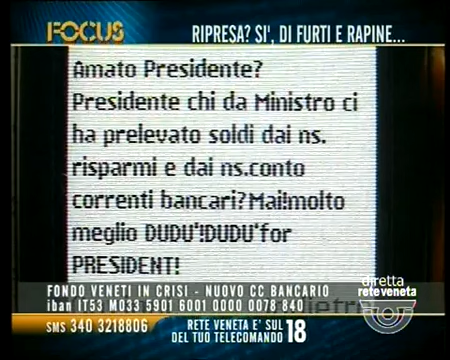 FOCUS
RIPRESA? SI', DI FURTI E RAPINE...
Amato Presidente?
Presidente chi da Ministro ci
ha prelevato soldi dai ns.
risparmi e dai ns.conto
correnti bancari?Mai!molto
meglio DUDU'!DUDU'for
PRESIDENT!
FONDO VENETI IN CRISI - NUOVO CC BANCARIO
iban IT53 M033 5901 6001 0000 0078 840
diretta
reteveneta
SMS 340 3218806
RETE VENETA E' SUL
DEL TUO TELECOMANDO 18